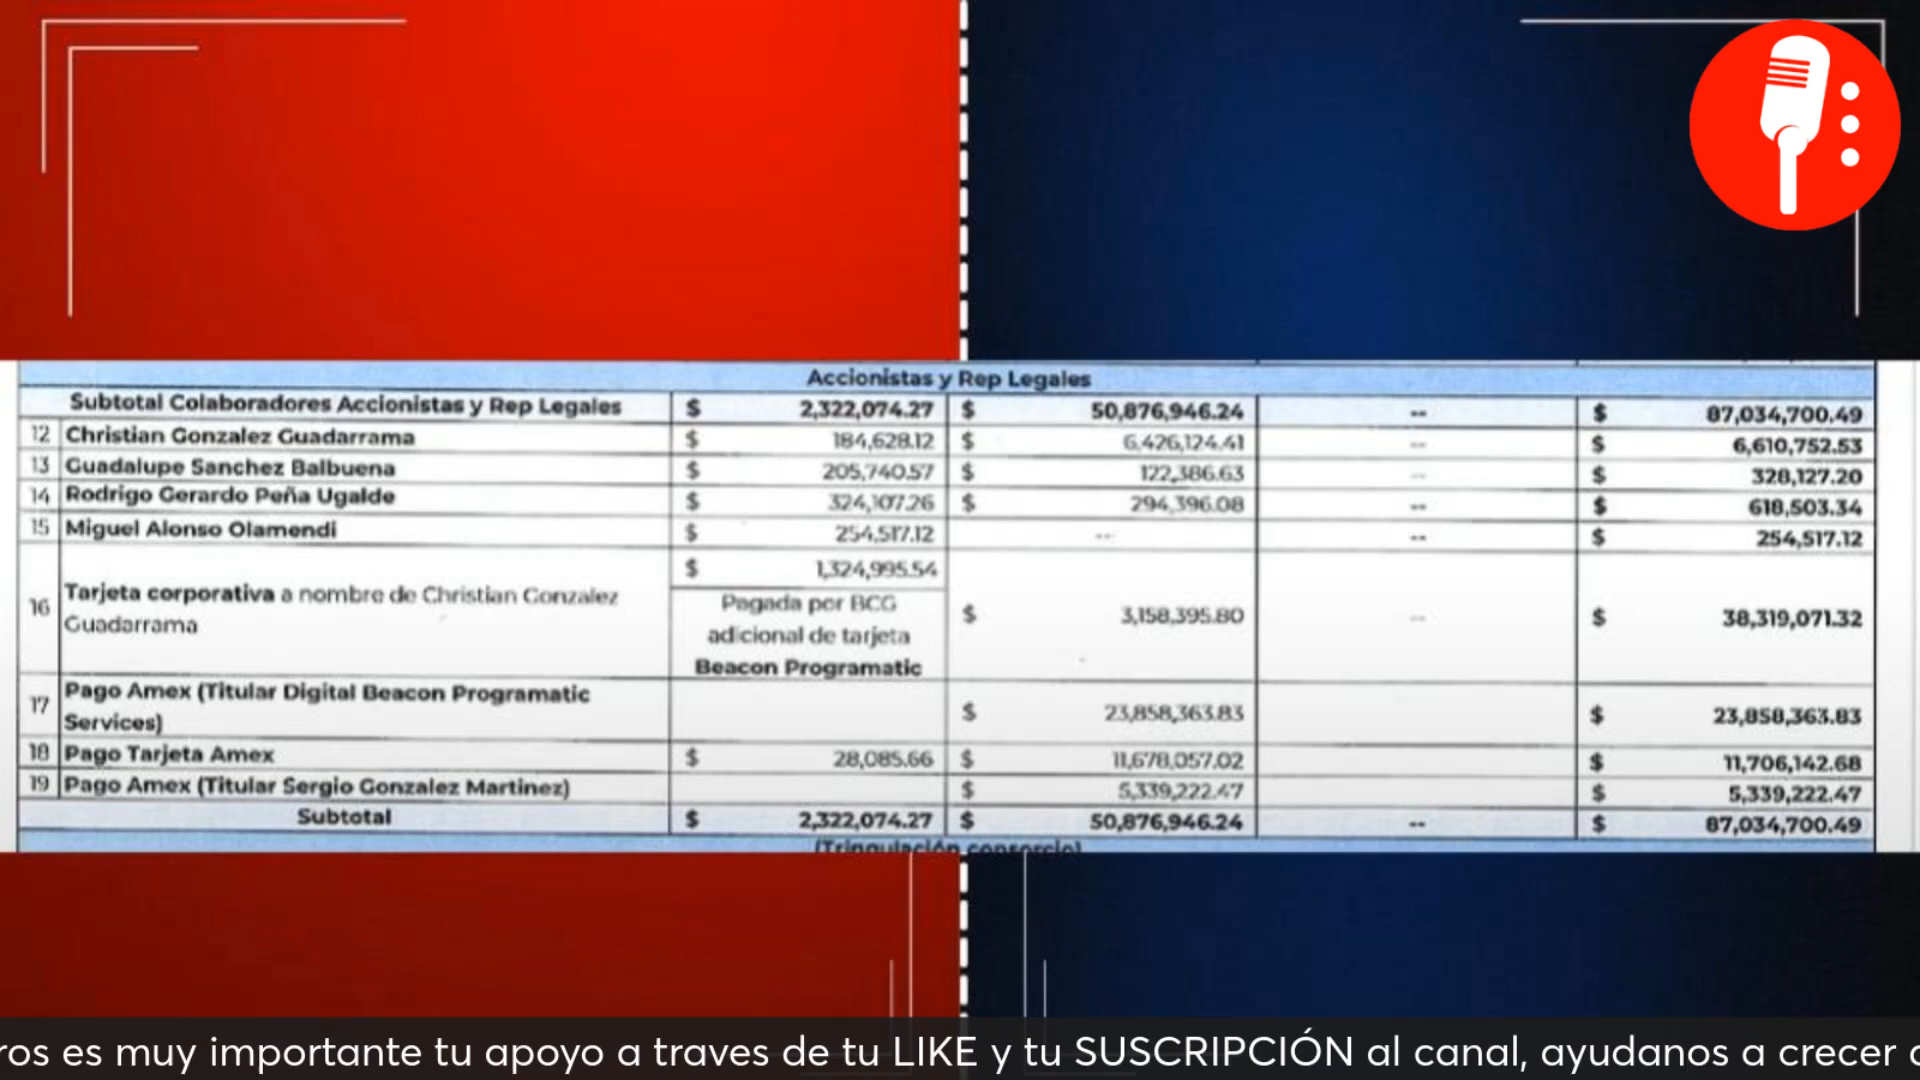 Accionistas y Rep Legales
Subtotal Colaboradores Accionistas y Rep Legales $ 2,322,074.27 $ 50,876,946.24 -- $ 87,034,700.49
12 Christian Gonzalez Guadarrama $ 184,628.12 $ 6,426,124.41 -- $ 6,610,752.53
13 Guadalupe Sanchez Balbuena $ 205,740.57 $ 122,386.63 -- $ 328,127.20
14 Rodrigo Gerardo Peña Ugalde $ 324,107.26 $ 294,396.08 -- $ 618,503.34
15 Miguel Alonso Olamendi $ 254,517.12 -- -- $ 254,517.12
16 Tarjeta corporativa a nombre de Christian Gonzalez
Guadarrama
$ 1,324,995.54
Pagada por BCG
adicional de tarjeta
Beacon Programatic
$ 3,158,395.80 -- $ 38,319,071.32
17 Pago Amex (Titular Digital Beacon Programatic
Services) $ 23,858,363.83 $ 23,858,363.83
18 Pago Tarjeta Amex $ 28,085.66 $ 11,678,057.02 $ 11,706,142.68
19 Pago Amex (Titular Sergio Gonzalez Martinez) $ 5,339,222.47 $ 5,339,222.47
Subtotal $ 2,322,074.27 $ 50,876,946.24 -- $ 87,034,700.49
(Tringulación consorcio)
ros es muy importante tu apoyo a traves de tu LIKE y tu SUSCRIPCIÓN al canal, ayudanos a crecer